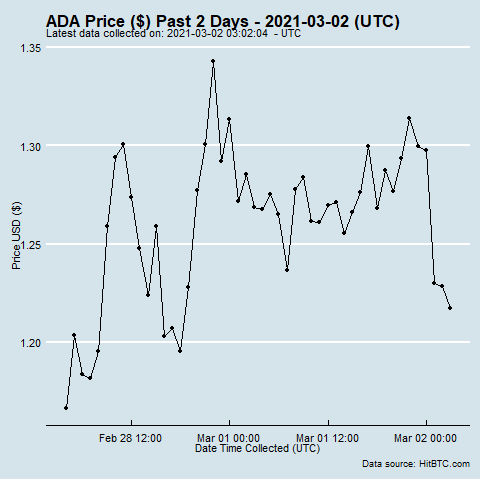 ADA Price ($) Past 2 Days - 2021-03-02 (UTC)
Latest data collected on: 2021-03-02 03:02:04  - UTC
1.35
1.30
1.25
1.20
Price USD ($)
Feb 28 12:00
Mar 01 00:00
Mar 01 12:00
Mar 02 00:00
Date Time Collected (UTC)
Data source: HitBTC.com